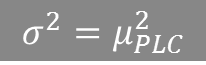 σ² = μ²_PLC